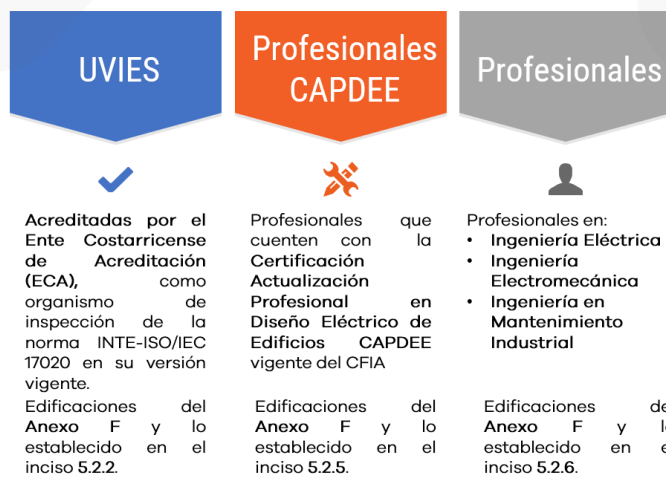 UVIES
Acreditadas por el
Ente Costarricense
de Acreditación
(ECA), como
organismo de
inspección de la
norma INTE-ISO/IEC
17020 en su versión
vigente.
Edificaciones del
Anexo F y lo
establecido en el
inciso 5.2.2.
Profesionales
CAPDEE
Profesionales que
cuenten con la
Certificación
Actualización
Profesional en
Diseño Eléctrico de
Edificios CAPDEE
vigente del CFIA
Edificaciones del
Anexo F y lo
establecido en el
inciso 5.2.5.
Profesionales
Profesionales en:
• Ingeniería Eléctrica
• Ingeniería
Electromecánica
• Ingeniería en
Mantenimiento
Industrial
Edificaciones
Anexo F y
establecido en
inciso 5.2.6.